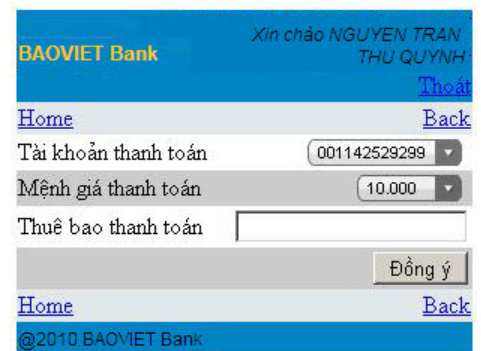 Xin chào NGUYEN TRAN
BAOVIET Bank THU QUYNH
Thoát
Home Back
Tài khoản thanh toán 001142529299
Mệnh giá thanh toán 10.000
Thuê bao thanh toán
Đồng ý
Home Back
@2010 BAOVIET Bank